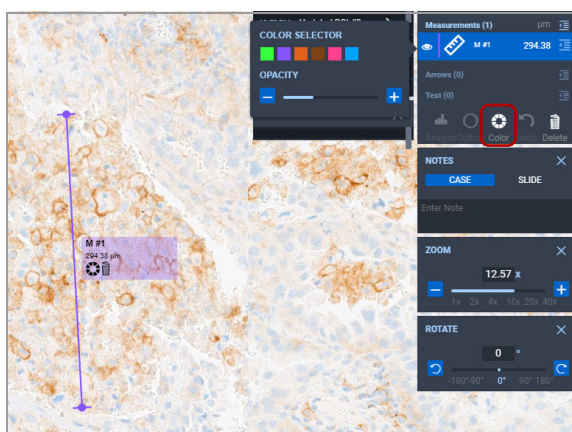 COLOR SELECTOR
OPACITY
Measurements (1) µm
M #1 294.38
Arrows (0)
Text (0)
Analyze Outline Color Undo Delete
NOTES
CASE SLIDE
Enter Note
M #1
294.38 µm
ZOOM
12.57 x
1x 2x 4x 10x 20x 40x
ROTATE
0 °
-180° -90° 0° 90° 180°